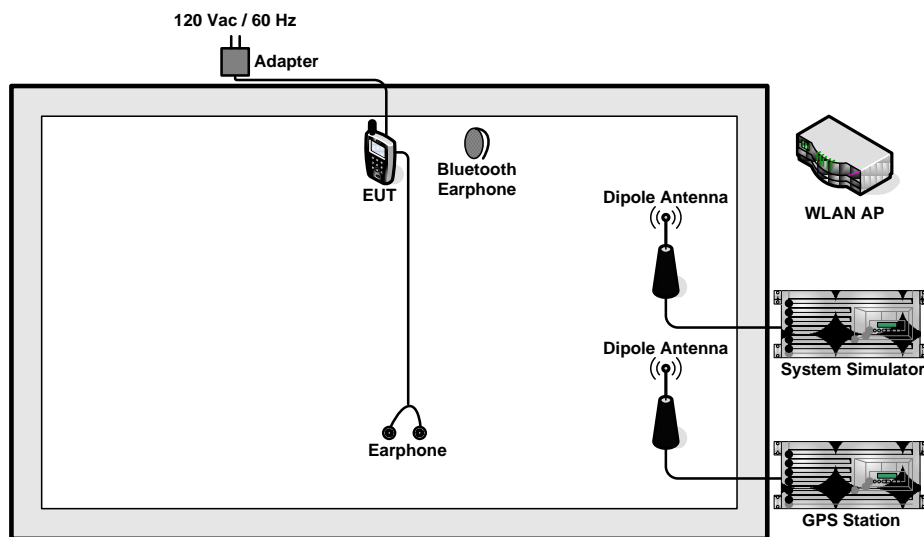 120 Vac / 60 Hz
Adapter
EUT
Bluetooth
Earphone
Dipole Antenna
WLAN AP
System Simulator
Dipole Antenna
Earphone
GPS Station